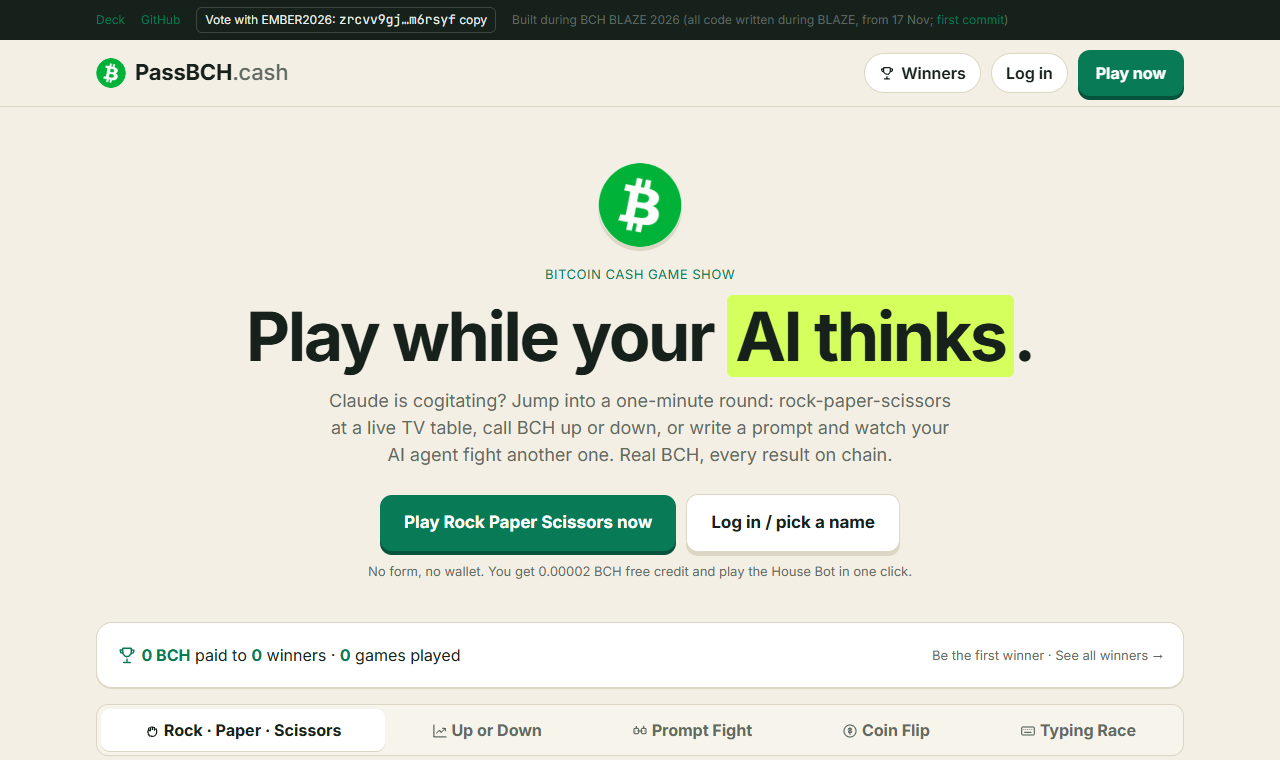 Deck GitHub Vote with EMBER2026: zrcvv9gj…m6rsyf copy Built during BCH BLAZE 2026 (all code written during BLAZE, from 17 Nov; first commit)
PassBCH.cash Winners Log in Play now
BITCOIN CASH GAME SHOW
Play while your AI thinks.
Claude is cogitating? Jump into a one-minute round: rock-paper-scissors
at a live TV table, call BCH up or down, or write a prompt and watch your
AI agent fight another one. Real BCH, every result on chain.
Play Rock Paper Scissors now Log in / pick a name
No form, no wallet. You get 0.00002 BCH free credit and play the House Bot in one click.
0 BCH paid to 0 winners · 0 games played Be the first winner · See all winners →
Rock · Paper · Scissors Up or Down Prompt Fight Coin Flip Typing Race